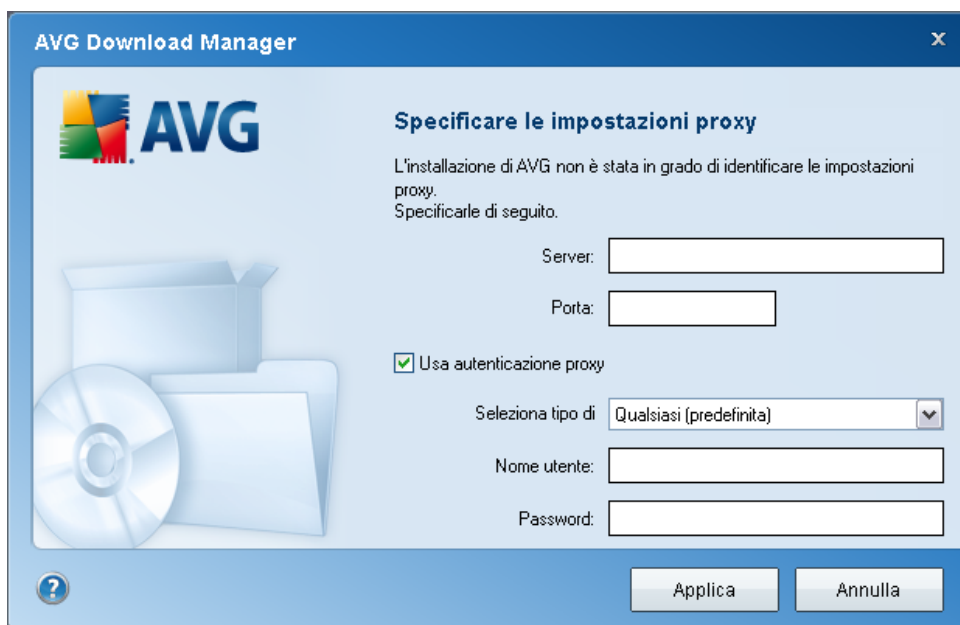 AVG Download Manager
x
AVG
Specificare le impostazioni proxy
L'installazione di AVG non è stata in grado di identificare le impostazioni
proxy.
Specificarle di seguito.
Server:
Porta:
Usa autenticazione proxy
Seleziona tipo di
Qualsiasi (predefinita)
Nome utente:
Password:
?
Applica
Annulla